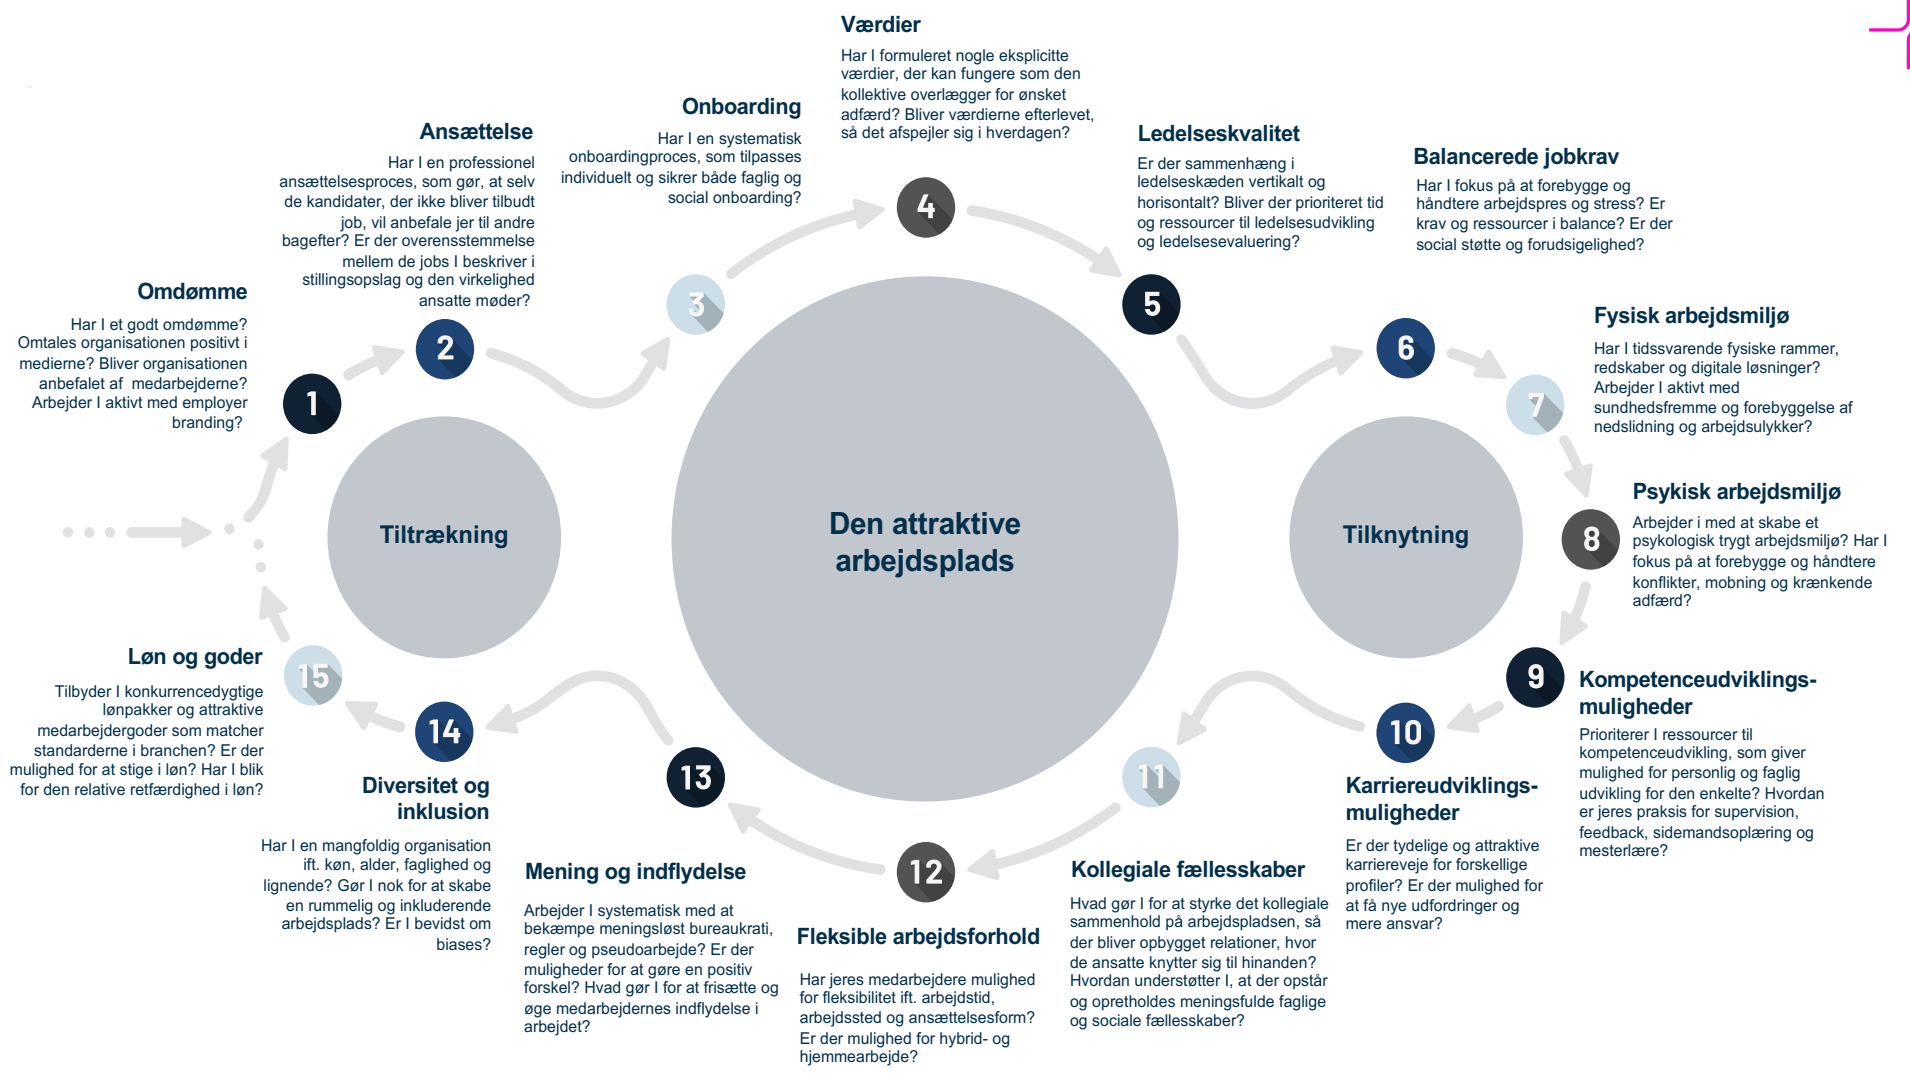 Værdier
Har I formuleret nogle eksplicitte
værdier, der kan fungere som den
kollektive overlægger for ønsket
adfærd? Bliver værdierne efterlevet,
så det afspejler sig i hverdagen?
Onboarding
Har I en systematisk
onboardingproces, som tilpasses
individuelt og sikrer både faglig og
social onboarding?
Ansættelse
Har I en professionel
ansættelsesproces, som gør, at selv
de kandidater, der ikke bliver tilbudt
job, vil anbefale jer til andre
bagefter? Er der overensstemmelse
mellem de jobs I beskriver i
stillingsopslag og den virkelighed
ansatte møder?
Omdømme
Har I et godt omdømme?
Omtales organisationen positivt i
medierne? Bliver organisationen
anbefalet af  medarbejderne?
Arbejder I aktivt med employer
branding?
Ledelseskvalitet
Er der sammenhæng i
ledelseskæden vertikalt og
horisontalt? Bliver der prioriteret tid
og ressourcer til ledelsesudvikling
og ledelsesevaluering?
Balancerede jobkrav
Har I fokus på at forebygge og
håndtere arbejdspres og stress? Er
krav og ressourcer i balance? Er der
social støtte og forudsigelighed?
Fysisk arbejdsmiljø
Har I tidssvarende fysiske rammer,
redskaber og digitale løsninger?
Arbejder I aktivt med
sundhedsfremme og forebyggelse af
nedslidning og arbejdsulykker?
Psykisk arbejdsmiljø
Arbejder i med at skabe et
psykologisk trygt arbejdsmiljø? Har I
fokus på at forebygge og håndtere
konflikter, mobning og krænkende
adfærd?
1
2
3
4
5
6
7
8
9
10
11
12
13
14
15
Tiltrækning
Den attraktive
arbejdsplads
Tilknytning
Kompetenceudviklings-
muligheder
Prioriterer I ressourcer til
kompetenceudvikling, som giver
mulighed for personlig og faglig
udvikling for den enkelte? Hvordan
er jeres praksis for supervision,
feedback, sidemandsoplæring og
mesterlære?
Karriereudviklings-
muligheder
Er der tydelige og attraktive
karriereveje for forskellige
profiler? Er der mulighed for
at få nye udfordringer og
mere ansvar?
Kollegiale fællesskaber
Hvad gør I for at styrke det kollegiale
sammenhold på arbejdspladsen, så
der bliver opbygget relationer, hvor
de ansatte knytter sig til hinanden?
Hvordan understøtter I, at der opstår
og opretholdes meningsfulde faglige
og sociale fællesskaber?
Fleksible arbejdsforhold
Har jeres medarbejdere mulighed
for fleksibilitet ift. arbejdstid,
arbejdssted og ansættelsesform?
Er der mulighed for hybrid- og
hjemmearbejde?
Mening og indflydelse
Arbejder I systematisk med at
bekæmpe meningsløst bureaukrati,
regler og pseudoarbejde? Er der
muligheder for at gøre en positiv
forskel? Hvad gør I for at frisætte og
øge medarbejdernes indflydelse i
arbejdet?
Diversitet og
inklusion
Har I en mangfoldig organisation
ift. køn, alder, faglighed og
lignende? Gør I nok for at skabe
en rummelig og inkluderende
arbejdsplads? Er I bevidst om
biases?
Løn og goder
Tilbyder I konkurrencedygtige
lønpakker og attraktive
medarbejdergoder som matcher
standarderne i branchen? Er der
mulighed for at stige i løn? Har I blik
for den relative retfærdighed i løn?